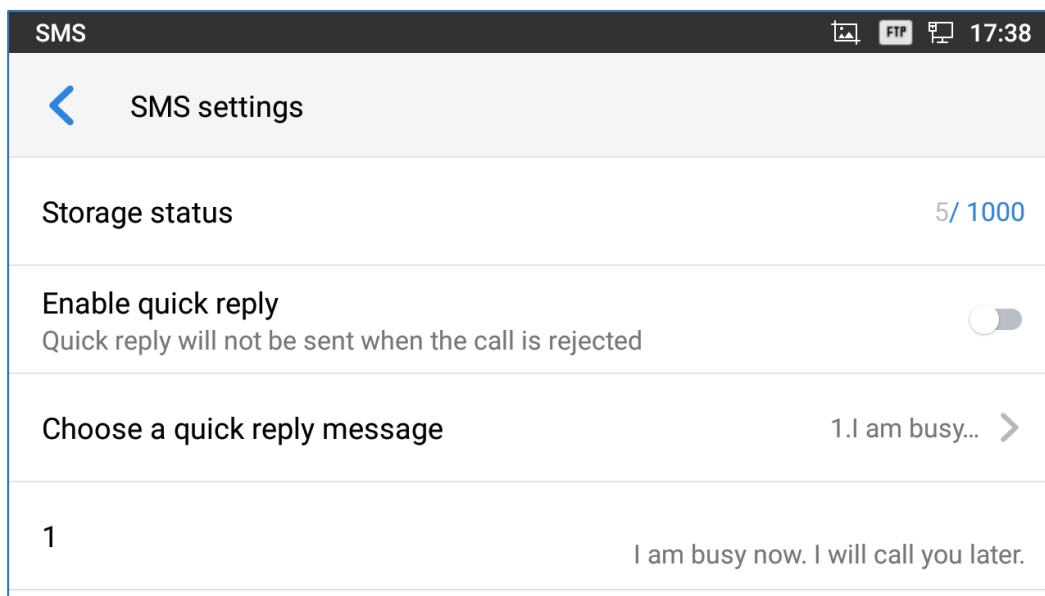 SMS FTP 17:38
SMS settings
Storage status 5/ 1000
Enable quick reply
Quick reply will not be sent when the call is rejected
Choose a quick reply message 1.I am busy...
1
I am busy now. I will call you later.